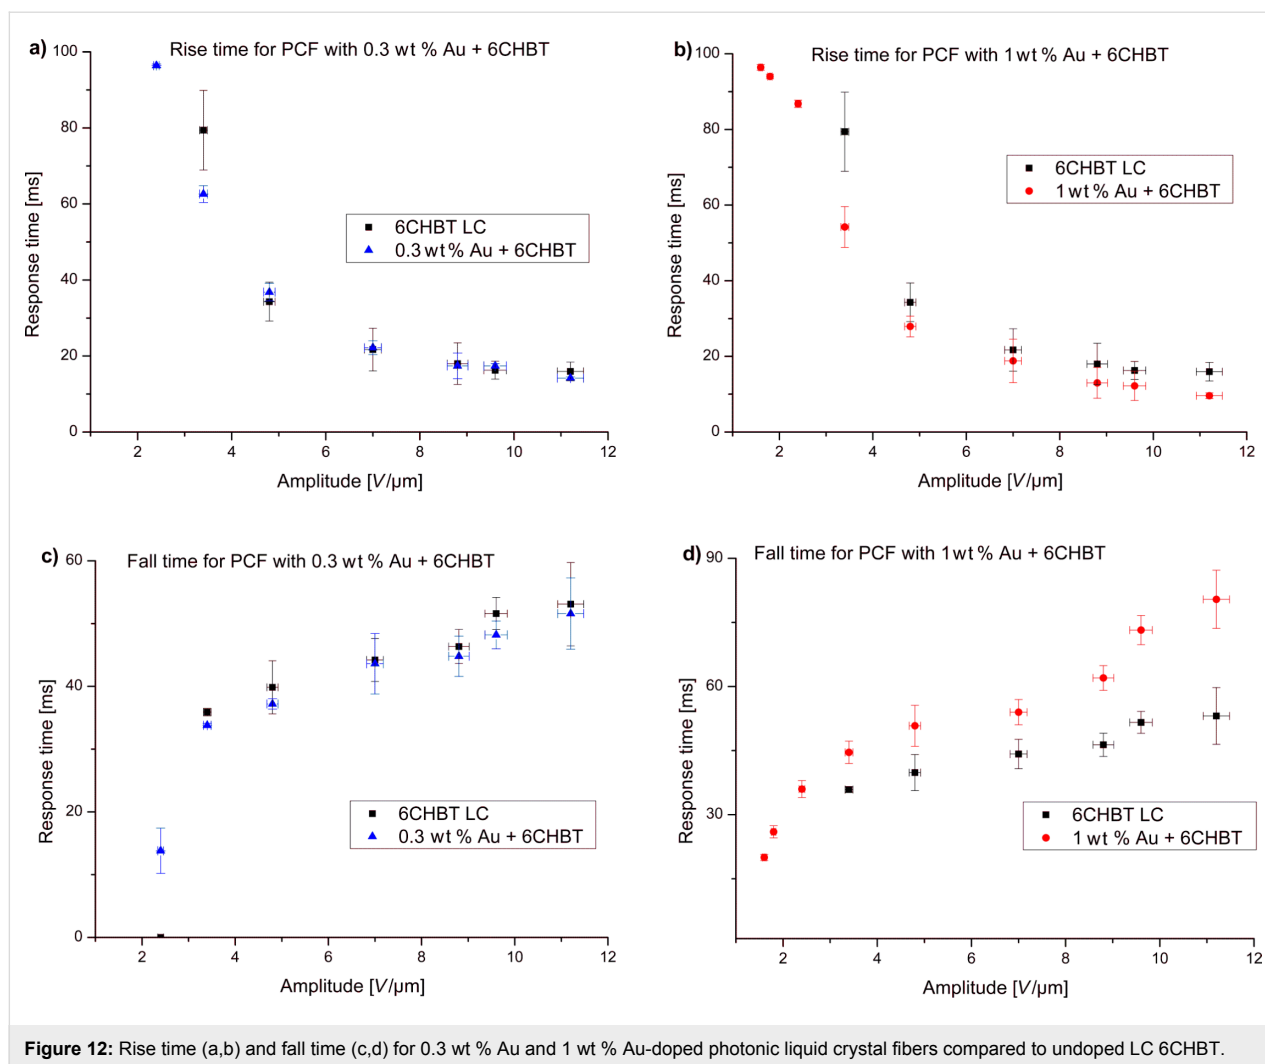 a) Rise time for PCF with 0.3 wt % Au + 6CHBT
100
80
60
40
20
0
Response time [ms]
6CHBT LC
0.3 wt % Au + 6CHBT
2 4 6 8 10 12
Amplitude [V/µm]
b) Rise time for PCF with 1 wt % Au + 6CHBT
100
80
60
40
20
0
Response time [ms]
6CHBT LC
1 wt % Au + 6CHBT
2 4 6 8 10 12
Amplitude [V/µm]
c) Fall time for PCF with 0.3 wt % Au + 6CHBT
60
40
20
0
Response time [ms]
6CHBT LC
0.3 wt % Au + 6CHBT
2 4 6 8 10 12
Amplitude [V/µm]
d) Fall time for PCF with 1 wt % Au + 6CHBT
90
60
30
Response time [ms]
6CHBT LC
1 wt % Au + 6CHBT
2 4 6 8 10 12
Amplitude [V/µm]
Figure 12: Rise time (a,b) and fall time (c,d) for 0.3 wt % Au and 1 wt % Au-doped photonic liquid crystal fibers compared to undoped LC 6CHBT.